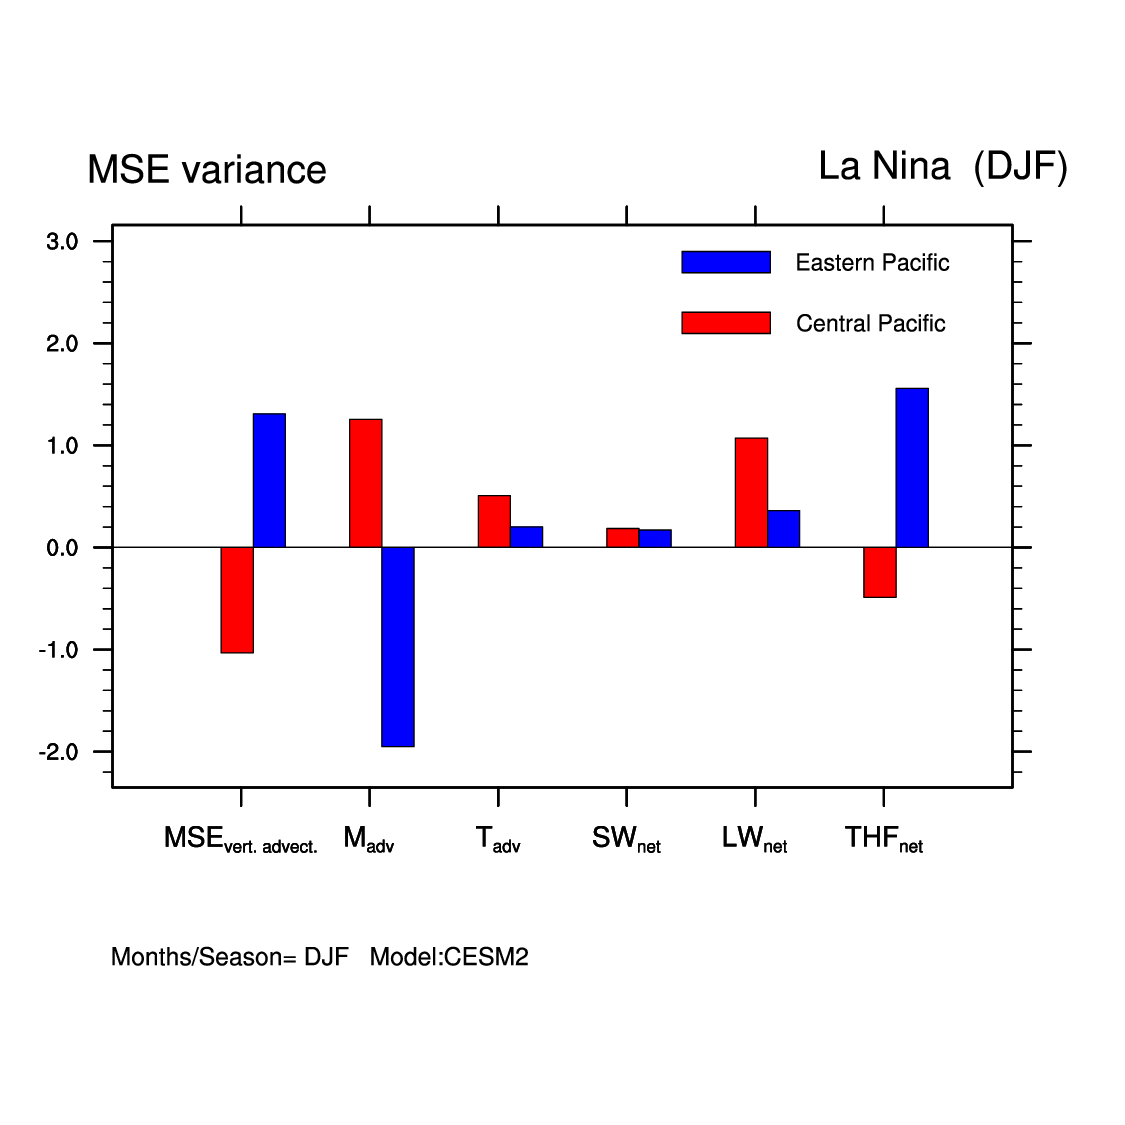 MSE variance
La Nina (DJF)
3.0
2.0
1.0
0.0
-1.0
-2.0
Eastern Pacific
Central Pacific
MSEvert. advect. Madv Tadv SWnet LWnet THFnet
Months/Season= DJF Model:CESM2